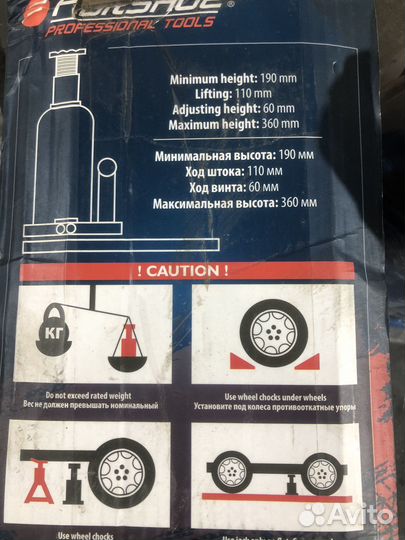 PROFESSIONAL TOOLS
Minimum height: 190 mm
Lifting: 110 mm
Adjusting height: 60 mm
Maximum height: 360 mm
Минимальная высота: 190 мм
Ход штока: 110 мм
Ход винта: 60 мм
Максимальная высота: 360 мм
! CAUTION !
КГ
Do not exceed rated weight
Вес не должен превышать номинальный
Use wheel chocks under wheels
Установите под колеса противооткатные упоры
Use wheel chocks
Avito